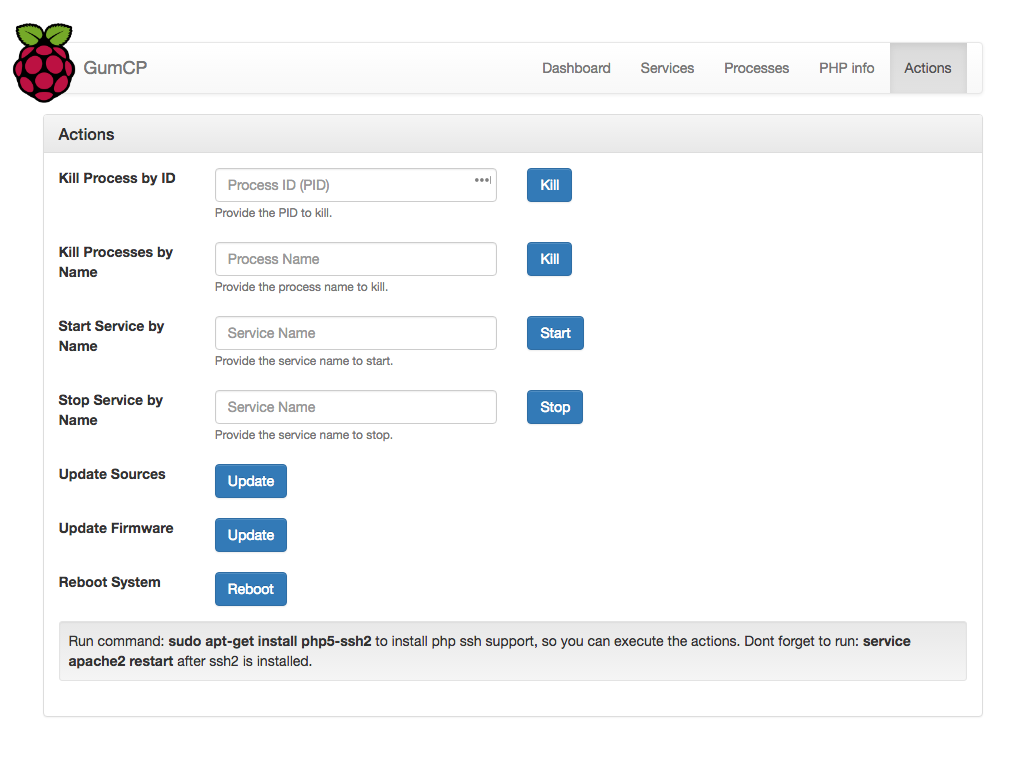 GumCP
Dashboard
Services
Processes
PHP info
Actions
Actions
Kill Process by ID
Process ID (PID)
Kill
Provide the PID to kill.
Kill Processes by
Name
Process Name
Kill
Provide the process name to kill.
Start Service by
Name
Service Name
Start
Provide the service name to start.
Stop Service by
Name
Service Name
Stop
Provide the service name to stop.
Update Sources
Update
Update Firmware
Update
Reboot System
Reboot
Run command: sudo apt-get install php5-ssh2 to install php ssh support, so you can execute the actions. Dont forget to run: service
apache2 restart after ssh2 is installed.